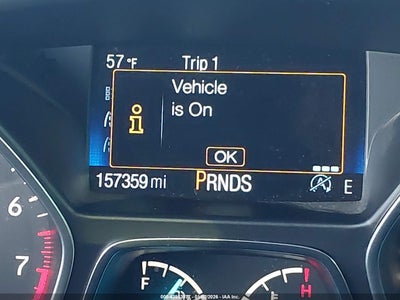 57 °F Trip 1
Vehicle
is On
i
OK
157359 mi PRNDS E
6
7
F H